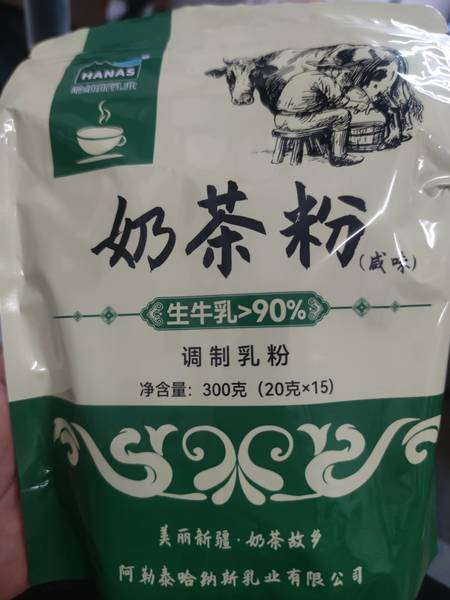 HANAS
奶茶粉
(咸味)
生牛乳>90%
调制乳粉
净含量：300克（20克×15）
美丽新疆·奶茶故乡
阿勒泰哈纳斯乳业有限公司